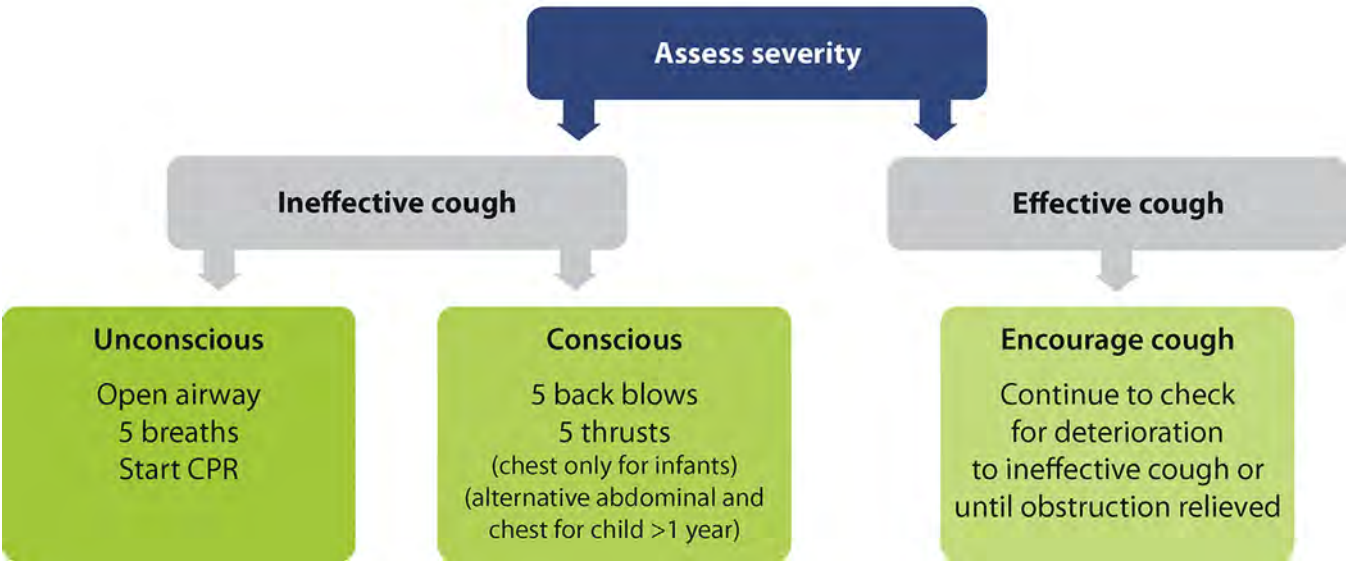 Assess severity
Ineffective cough
Effective cough
Unconscious
Open airway
5 breaths
Start CPR
Conscious
5 back blows
5 thrusts
(chest only for infants)
(alternative abdominal and
chest for child >1 year)
Encourage cough
Continue to check
for deterioration
to ineffective cough or
until obstruction relieved